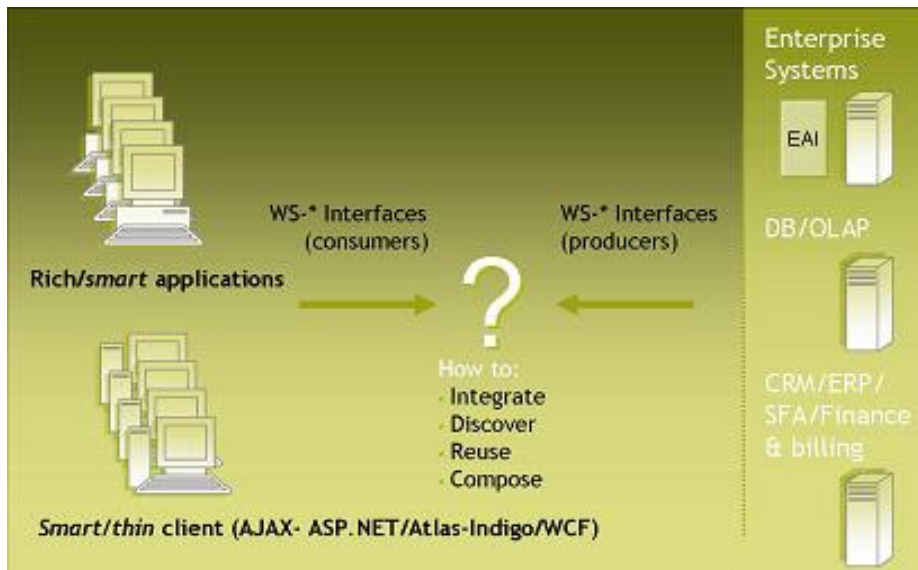 Enterprise
Systems
EAI
WS-* Interfaces
(consumers)
WS-* Interfaces
(producers)
DB/OLAP
Rich/smart applications
?
How to:
· Integrate
· Discover
· Reuse
· Compose
CRM/ERP/
SFA/Finance
& billing
Smart/thin client (AJAX- ASP.NET/Atlas-Indigo/WCF)